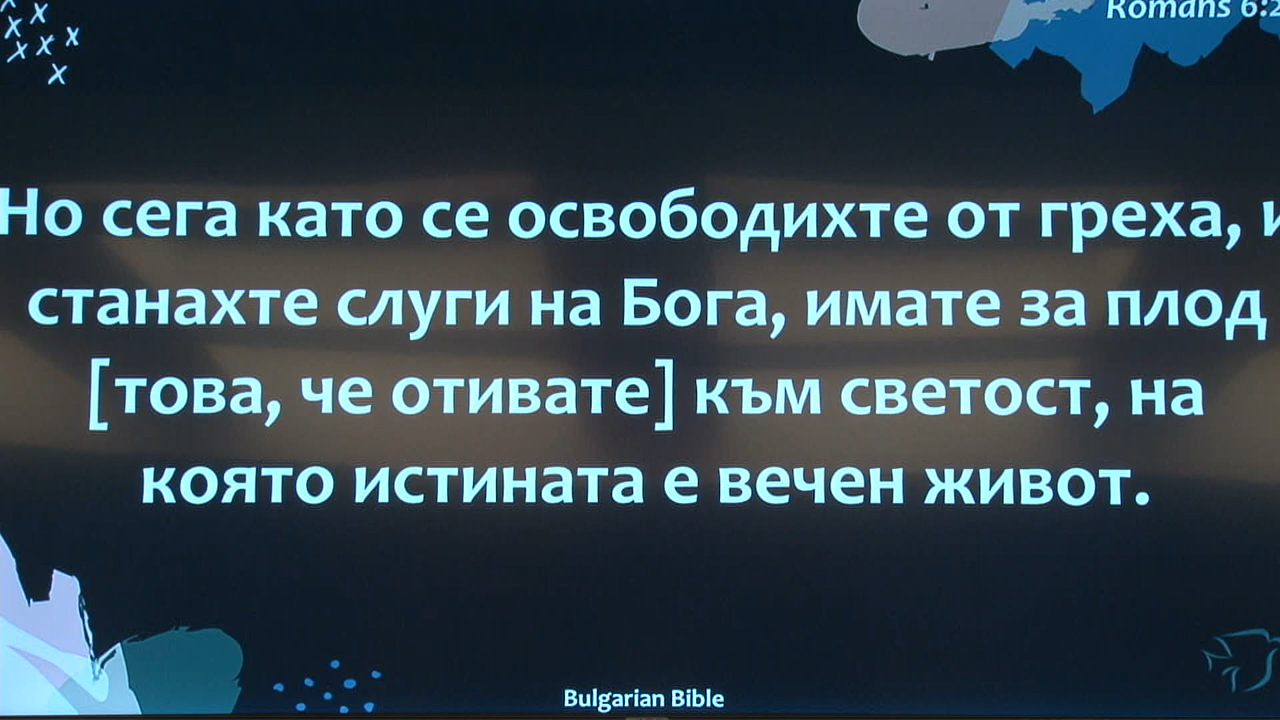 Romans 6:2
Но сега като се освободихте от греха, и
станахте слуги на Бога, имате за плод
[това, че отивате] към светост, на
която истината е вечен живот.
Bulgarian Bible